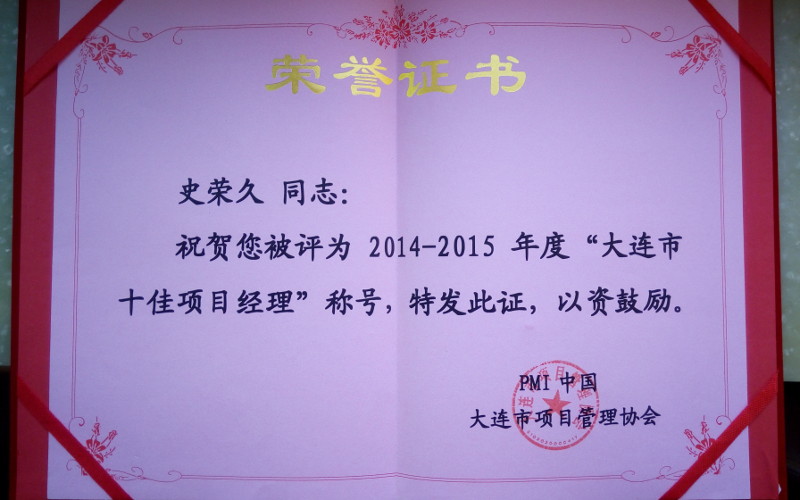 荣誉证书
史荣久 同志：
祝贺您被评为 2014-2015 年度“大连市
十佳项目经理”称号，特发此证，以资鼓励。
PMI 中国
大连市项目管理协会